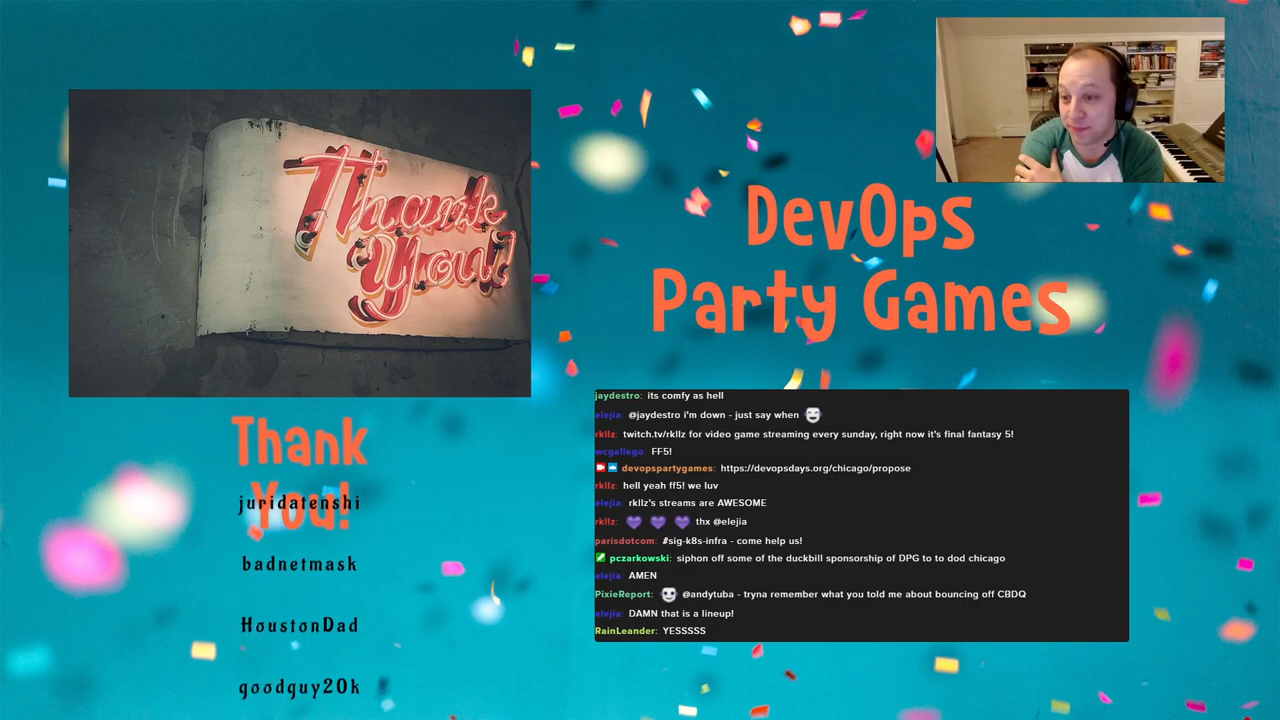 Thank
you!
DevOps
Party Games
Thank
You!
juridatenshi
badnetmask
HoustonDad
goodguy20k
jaydestro: its comfy as hell
elejia: @jaydestro i'm down - just say when
rkllz: twitch.tv/rkllz for video game streaming every sunday, right now it's final fantasy 5!
wcgallego: FF5!
devopspartygames: https://devopsdays.org/chicago/propose
rkllz: hell yeah ff5! we luv
elejia: rkllz's streams are AWESOME
rkllz: thx @elejia
parisdotcom: #sig-k8s-infra - come help us!
pczarkowski: siphon off some of the duckbill sponsorship of DPG to to dod chicago
elejia: AMEN
PixieReport: @andytuba - tryna remember what you told me about bouncing off CBDQ
elejia: DAMN that is a lineup!
RainLeander: YESSSSS